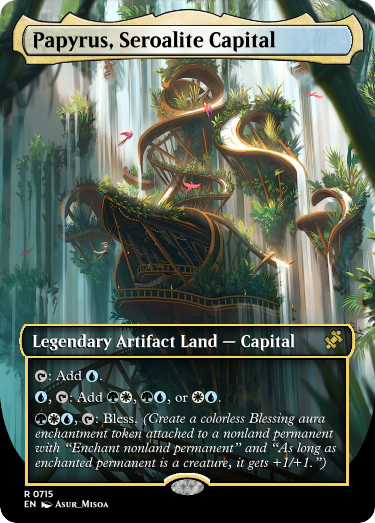 Papyrus, Seroalite Capital
Legendary Artifact Land — Capital
: Add .
, : Add , , or .
, : Bless. (Create a colorless Blessing aura
enchantment token attached to a nonland permanent
with “Enchant nonland permanent” and “As long as
enchanted permanent is a creature, it gets +1/+1.”)
R 0715
EN Asur_Misoa